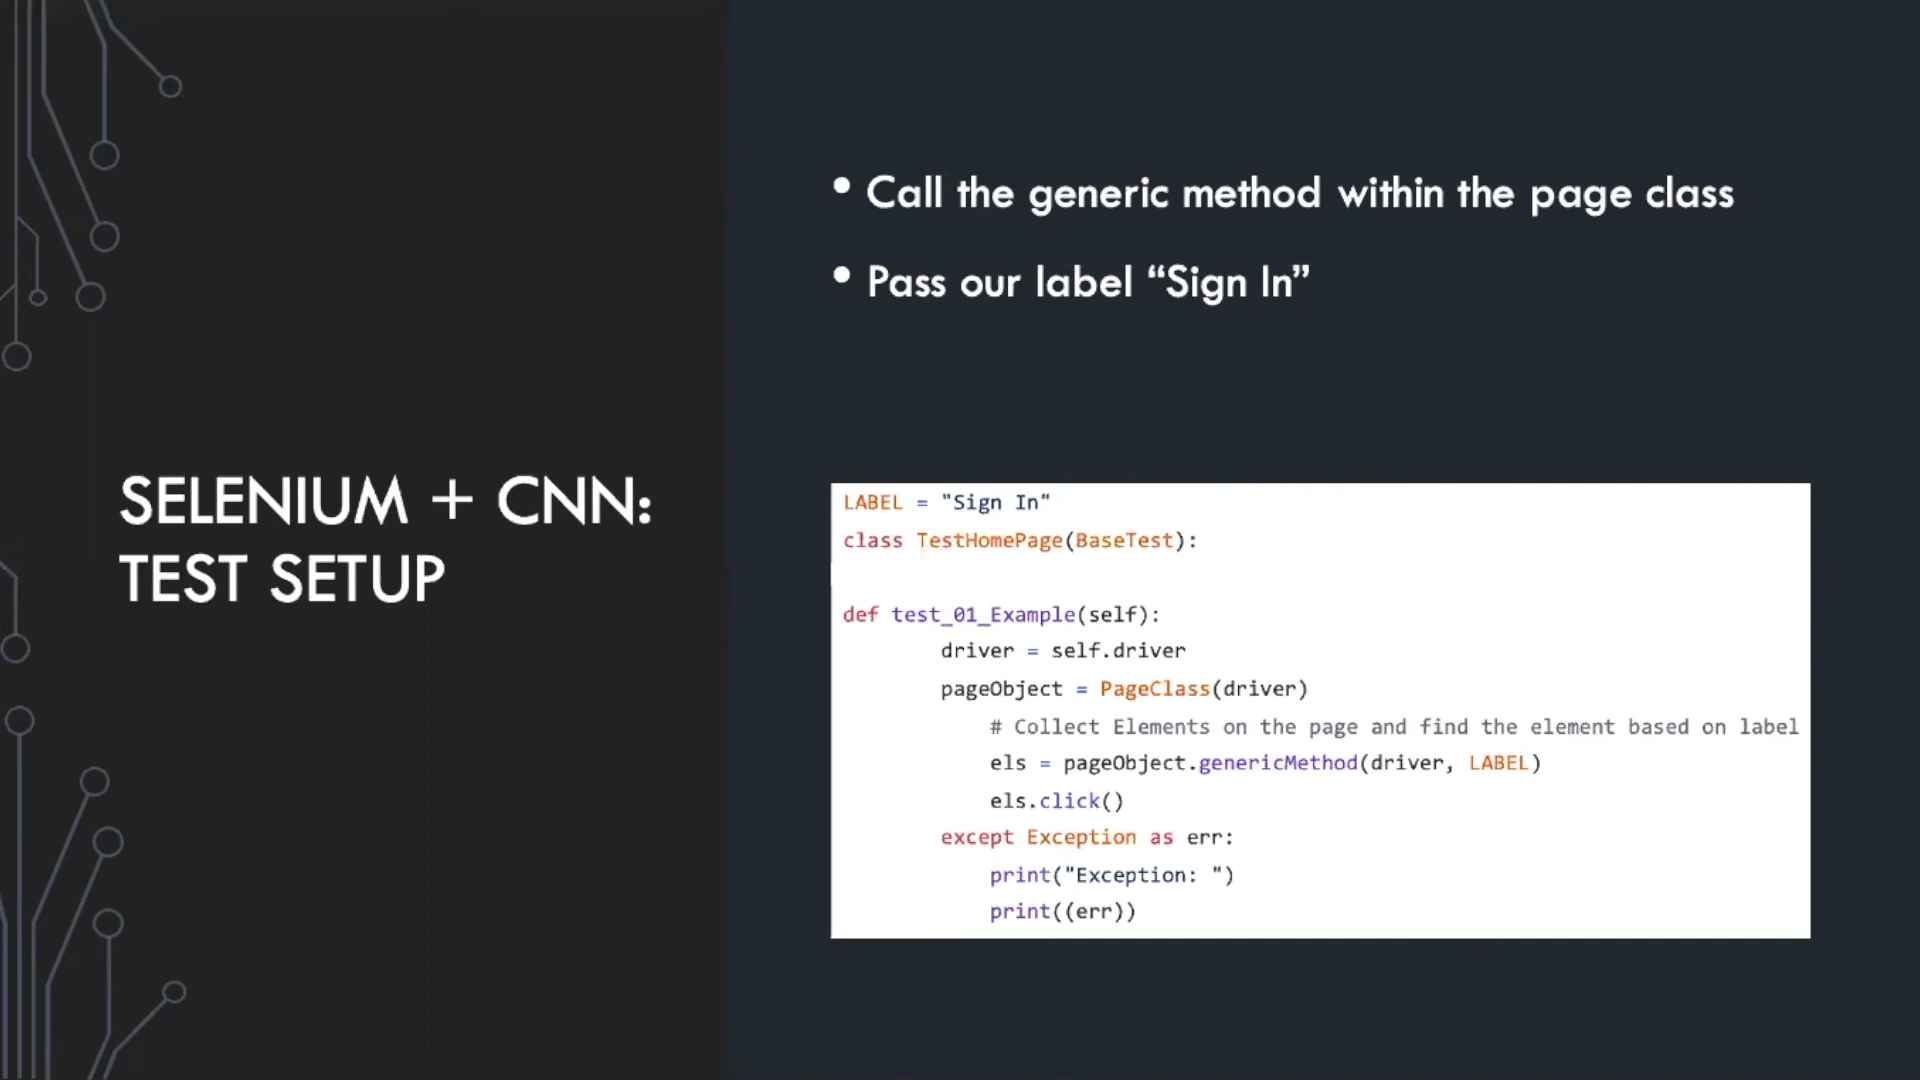 SELENIUM + CNN:
TEST SETUP
• Call the generic method within the page class
• Pass our label “Sign In”
LABEL = "Sign In"
class TestHomePage(BaseTest):
def test_01_Example(self):
driver = self.driver
pageObject = PageClass(driver)
# Collect Elements on the page and find the element based on label
els = pageObject.genericMethod(driver, LABEL)
els.click()
except Exception as err:
print("Exception: ")
print((err))